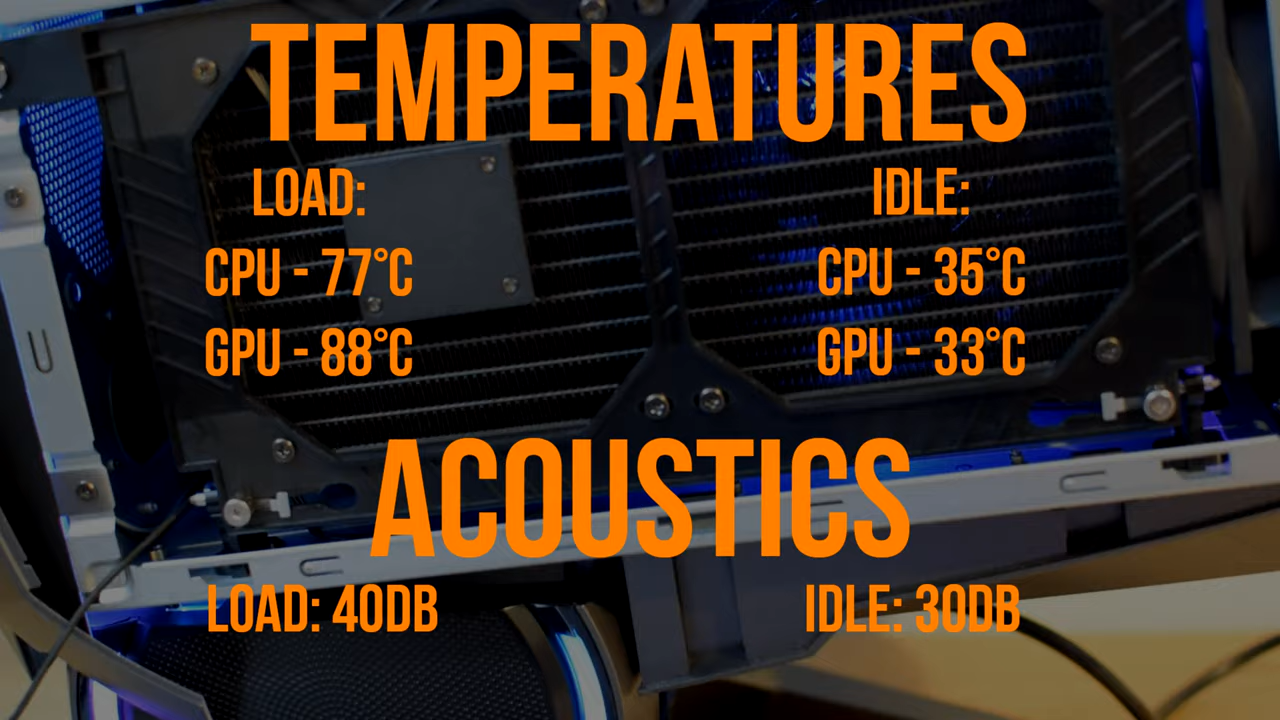 TEMPERATURES
LOAD:
CPU - 77°C
GPU - 88°C
IDLE:
CPU - 35°C
GPU - 33°C
ACOUSTICS
LOAD: 40DB
IDLE: 30DB